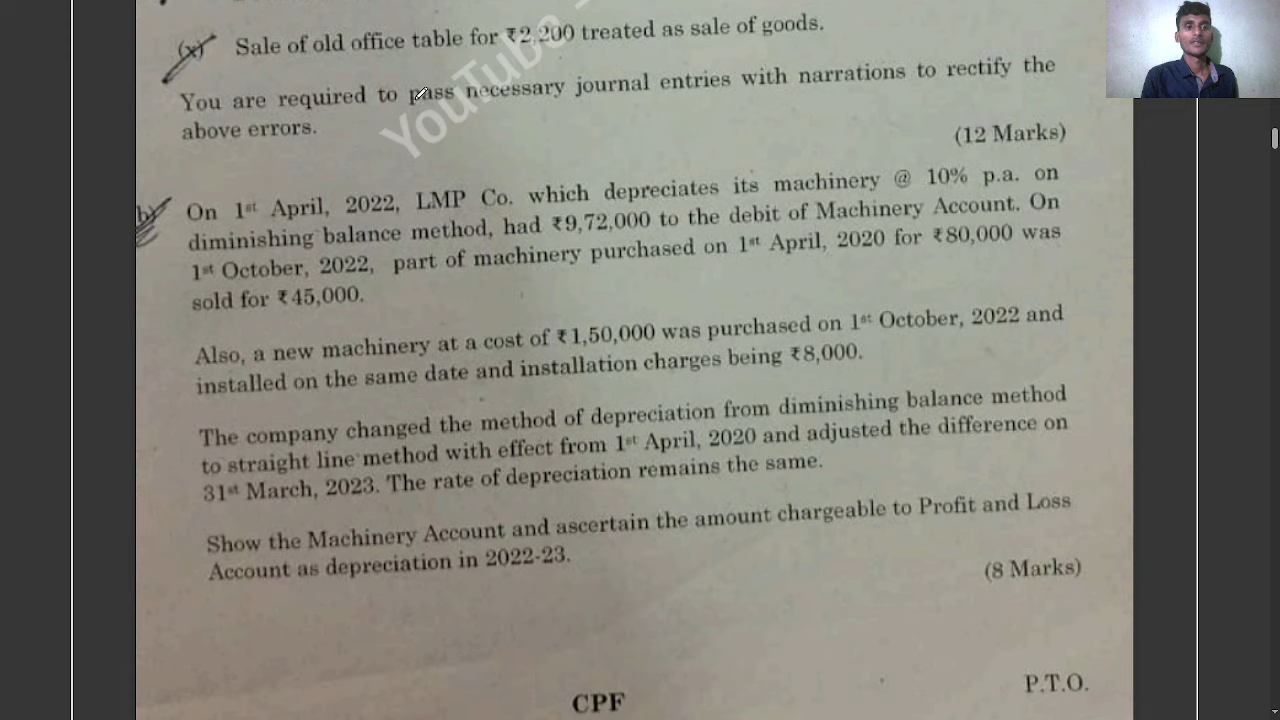 (x) Sale of old office table for ₹2,200 treated as sale of goods.
You are required to pass necessary journal entries with narrations to rectify the
above errors.
(12 Marks)
b) On 1st April, 2022, LMP Co. which depreciates its machinery @ 10% p.a. on
diminishing balance method, had ₹9,72,000 to the debit of Machinery Account. On
1st October, 2022, part of machinery purchased on 1st April, 2020 for ₹80,000 was
sold for ₹45,000.
Also, a new machinery at a cost of ₹1,50,000 was purchased on 1st October, 2022 and
installed on the same date and installation charges being ₹8,000.
The company changed the method of depreciation from diminishing balance method
to straight line method with effect from 1st April, 2020 and adjusted the difference on
31st March, 2023. The rate of depreciation remains the same.
Show the Machinery Account and ascertain the amount chargeable to Profit and Loss
Account as depreciation in 2022-23.
(8 Marks)
CPF
P.T.O.
YouTube -